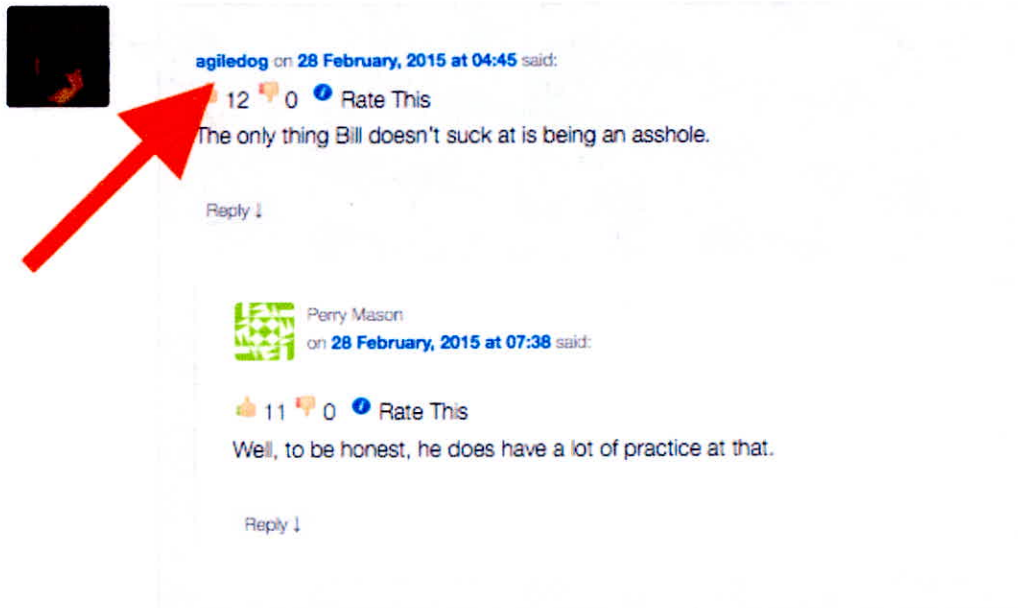 agiledog on 28 February, 2015 at 04:45 said:
12 0 i Rate This
The only thing Bill doesn't suck at is being an asshole.
Reply ↓
Perry Mason
on 28 February, 2015 at 07:38 said:
11 0 i Rate This
Well, to be honest, he does have a lot of practice at that.
Reply ↓